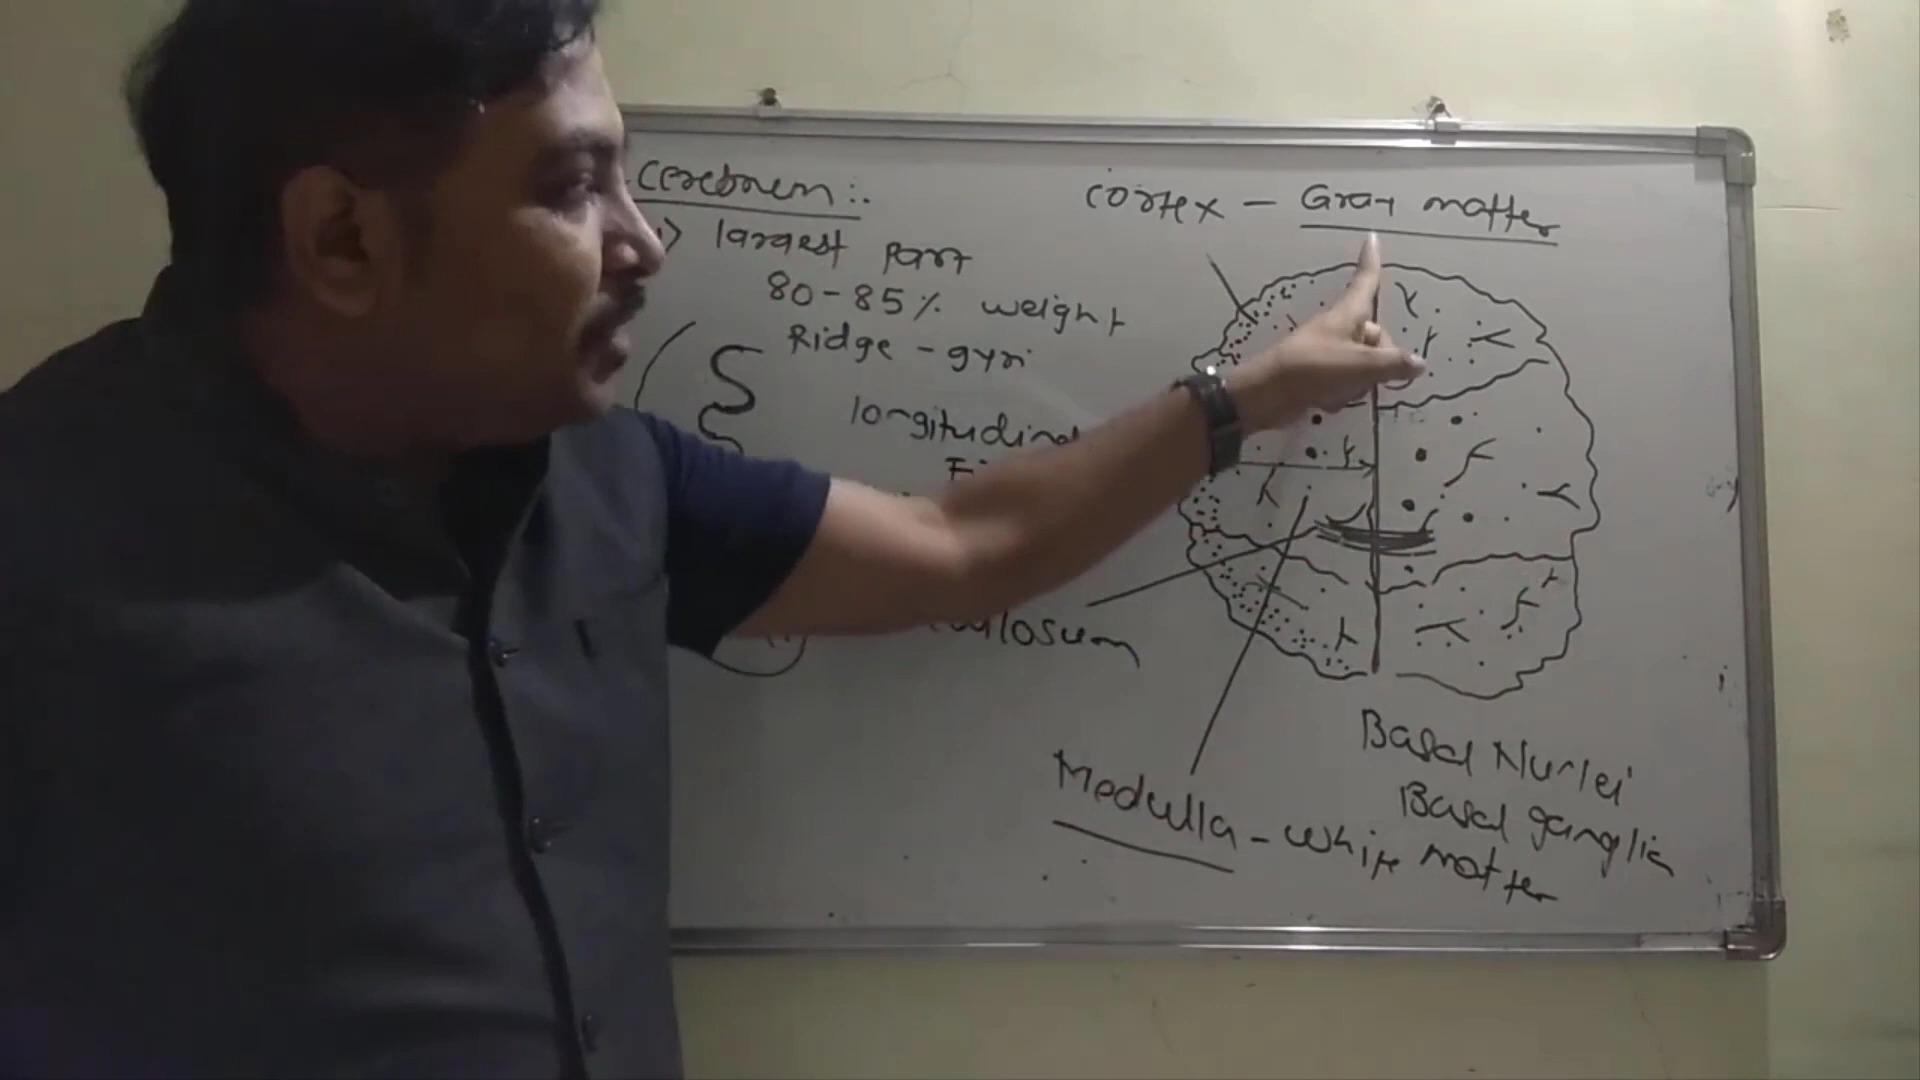 Cerebrum :.
1) largest part
80-85% weight
Ridge - gyri
longitudinal
Cortex - Gray matter
Medulla - white matter
Basal Nuclei
Basal ganglia